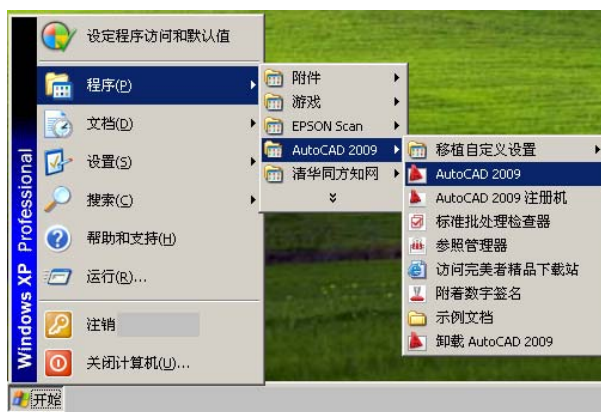 设定程序访问和默认值
程序(P)
文档(D)
设置(S)
搜索(C)
帮助和支持(H)
运行(R)...
注销
关闭计算机(U)...
Windows XP Professional
开始
附件
游戏
EPSON Scan
AutoCAD 2009
清华同方知网
移植自定义设置
AutoCAD 2009
AutoCAD 2009 注册机
标准批处理检查器
参照管理器
访问完美者精品下载站
附着数字签名
示例文档
卸载 AutoCAD 2009